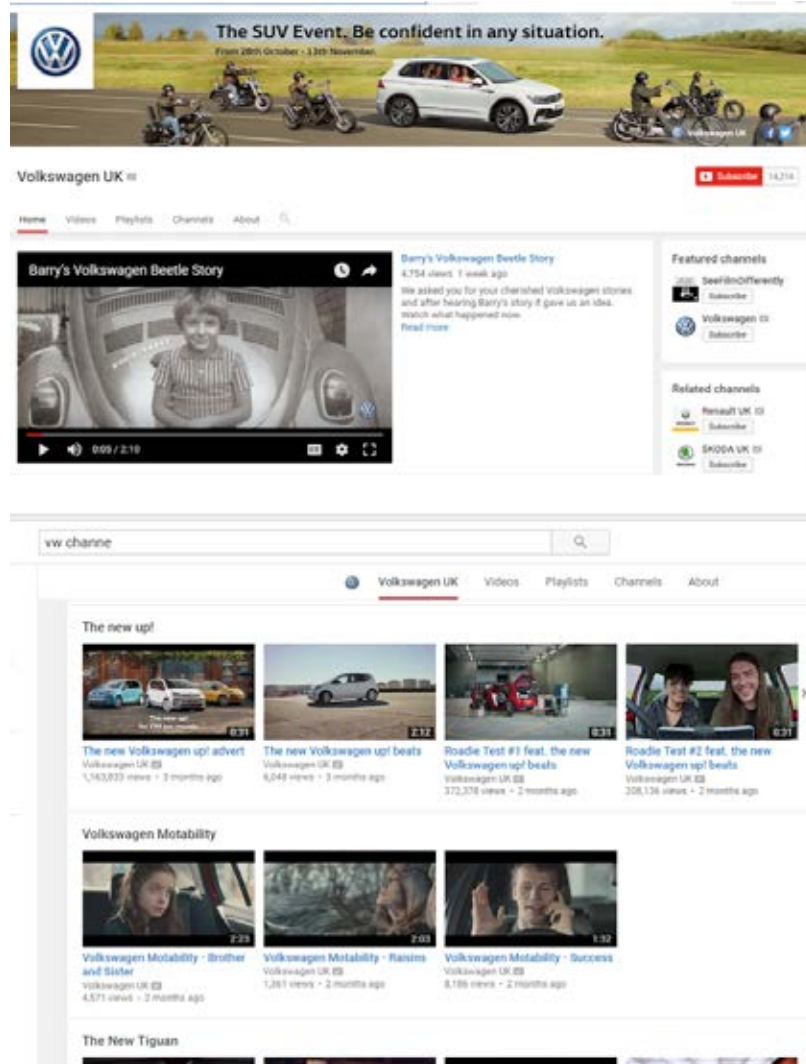 The SUV Event. Be confident in any situation.
From 28th October - 13th November.
Volkswagen UK
Volkswagen UK
Subscribe 14,214
Home Videos Playlists Channels About
Barry's Volkswagen Beetle Story
0:05 / 2:10
Barry's Volkswagen Beetle Story
4,754 views 1 week ago
We asked you for your cherished Volkswagen stories
and after hearing Barry's story it gave us an idea.
Watch what happened now.
Read more
Featured channels
SeeFilmDifferently
Subscribe
Volkswagen
Subscribe
Related channels
Renault UK
Subscribe
ŠKODA UK
Subscribe
vw channe
Volkswagen UK Videos Playlists Channels About
The new up!
The new up!
0:31
2:12
0:31
0:31
The new Volkswagen up! advert
Volkswagen UK
1,163,833 views • 3 months ago
The new Volkswagen up! beats
Volkswagen UK
6,048 views • 3 months ago
Roadie Test #1 feat. the new
Volkswagen up! beats
Volkswagen UK
372,378 views • 2 months ago
Roadie Test #2 feat. the new
Volkswagen up! beats
Volkswagen UK
208,136 views • 2 months ago
Volkswagen Motability
2:23
2:03
1:32
Volkswagen Motability - Brother
and Sister
Volkswagen UK
4,571 views • 2 months ago
Volkswagen Motability - Raisins
Volkswagen UK
1,361 views • 2 months ago
Volkswagen Motability - Success
Volkswagen UK
8,186 views • 2 months ago
The New Tiguan